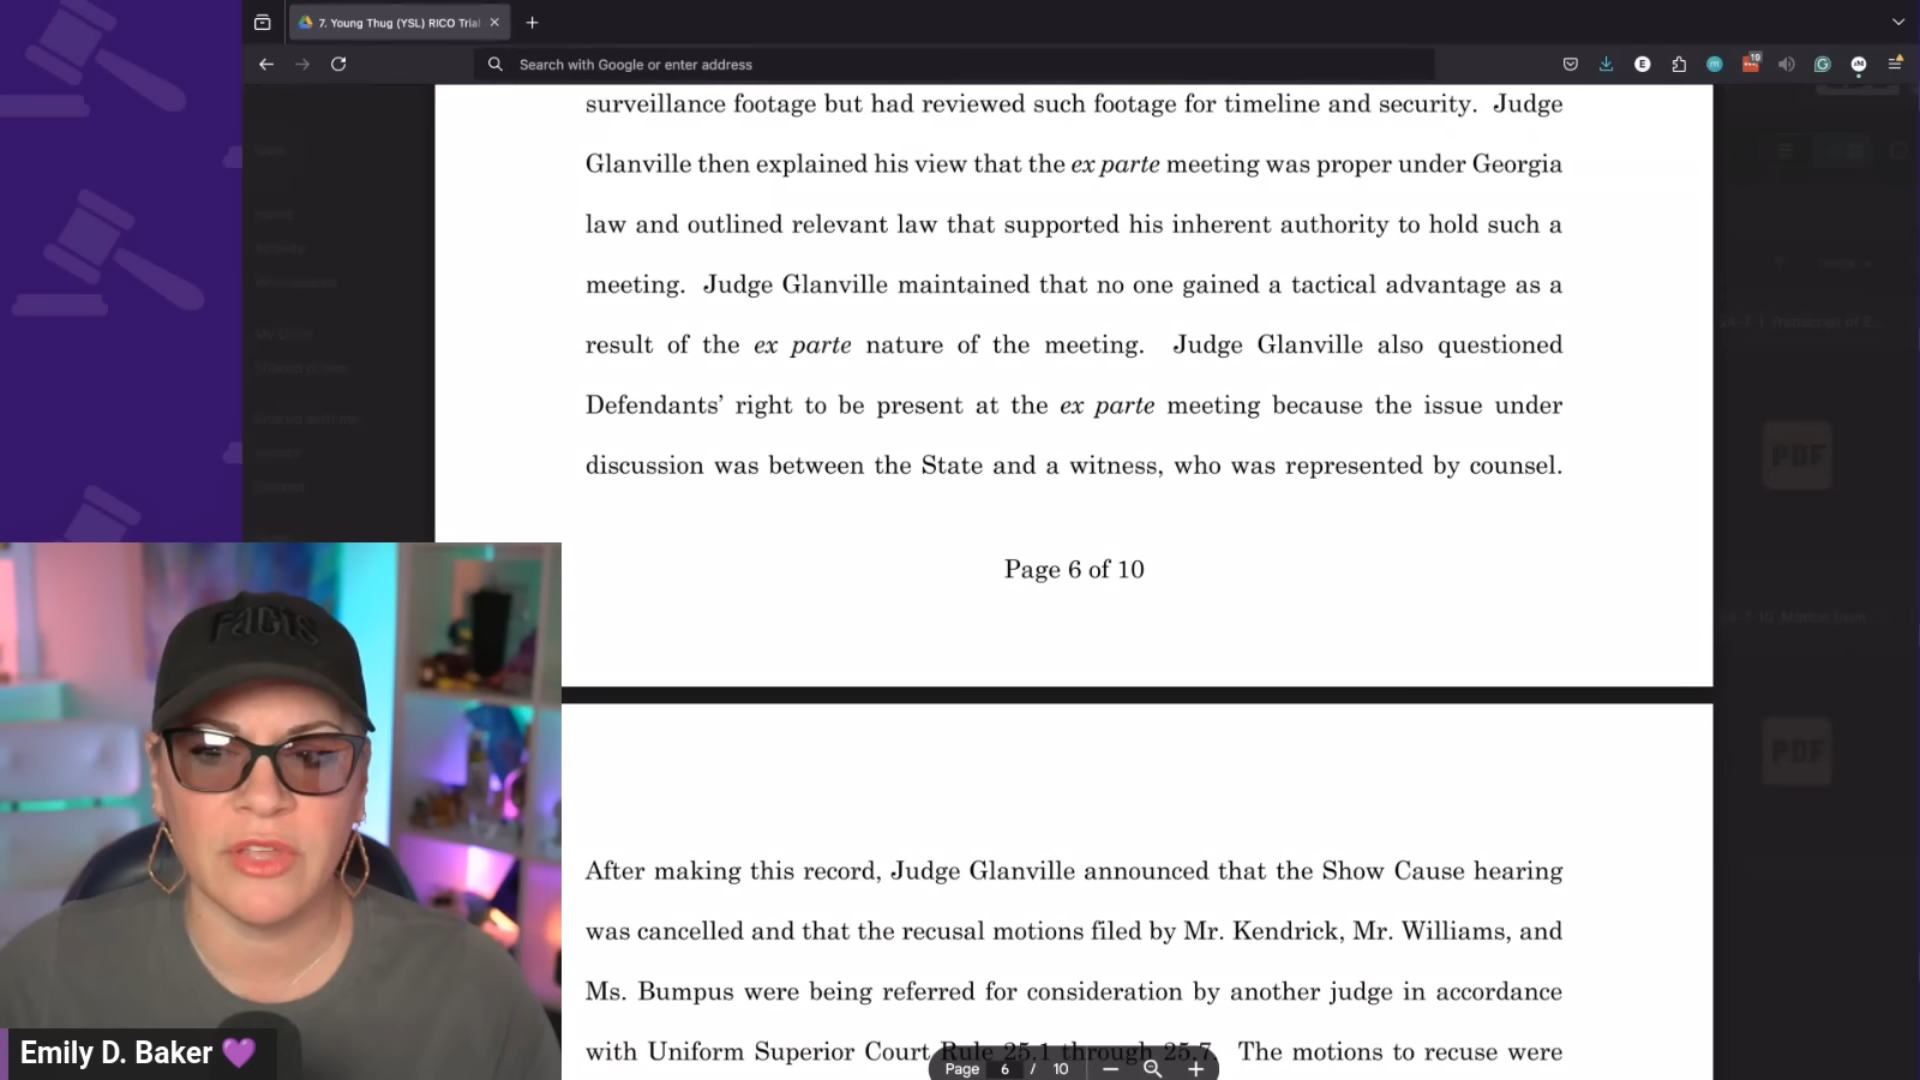 7. Young Thug (YSL) RICO Trial
Search with Google or enter address
19
surveillance footage but had reviewed such footage for timeline and security. Judge
Glanville then explained his view that the ex parte meeting was proper under Georgia
law and outlined relevant law that supported his inherent authority to hold such a
meeting. Judge Glanville maintained that no one gained a tactical advantage as a
result of the ex parte nature of the meeting. Judge Glanville also questioned
Defendants’ right to be present at the ex parte meeting because the issue under
discussion was between the State and a witness, who was represented by counsel.
Page 6 of 10
After making this record, Judge Glanville announced that the Show Cause hearing
was cancelled and that the recusal motions filed by Mr. Kendrick, Mr. Williams, and
Ms. Bumpus were being referred for consideration by another judge in accordance
with Uniform Superior Court Rule 25.1 through 25.7. The motions to recuse were
Page 6 / 10
PDF
PDF
FACTS
Emily D. Baker 💜